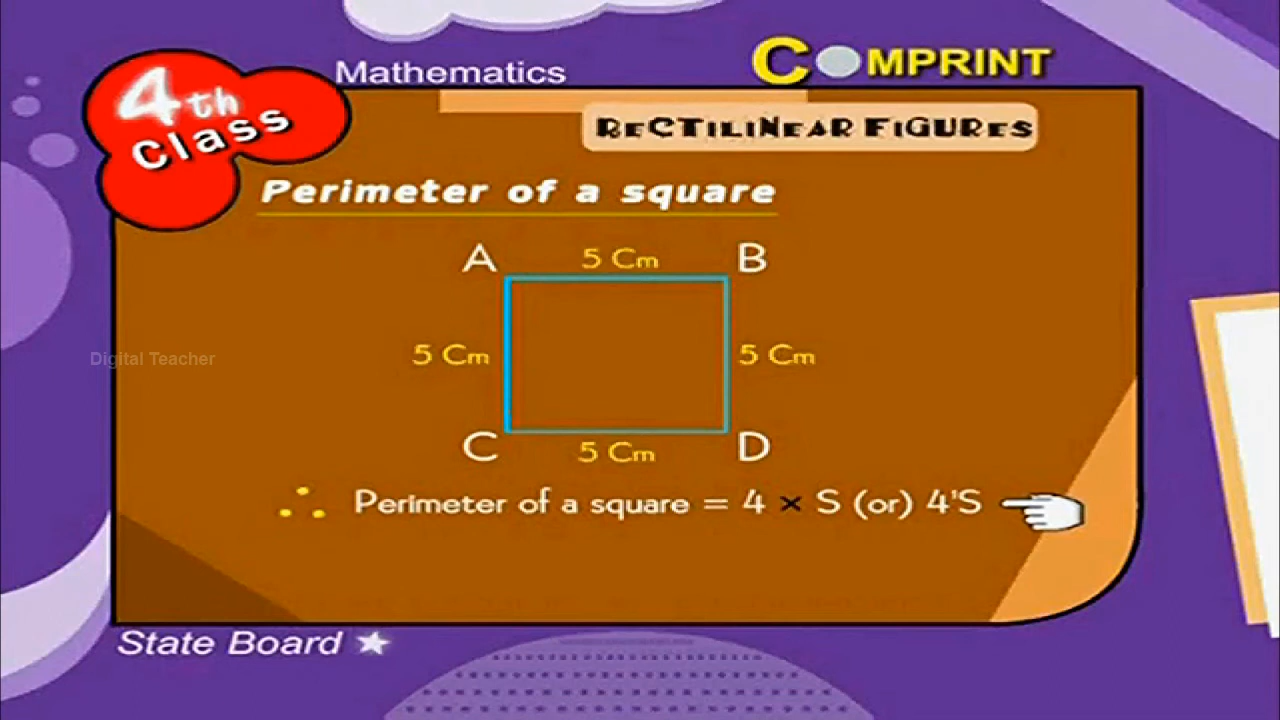 Mathematics
COMPRINT
4th
Class
RECTILINEAR FIGURES
Perimeter of a square
A 5 Cm B
5 Cm 5 Cm
Digital Teacher
C 5 Cm D
∴ Perimeter of a square = 4 × S (or) 4'S
State Board